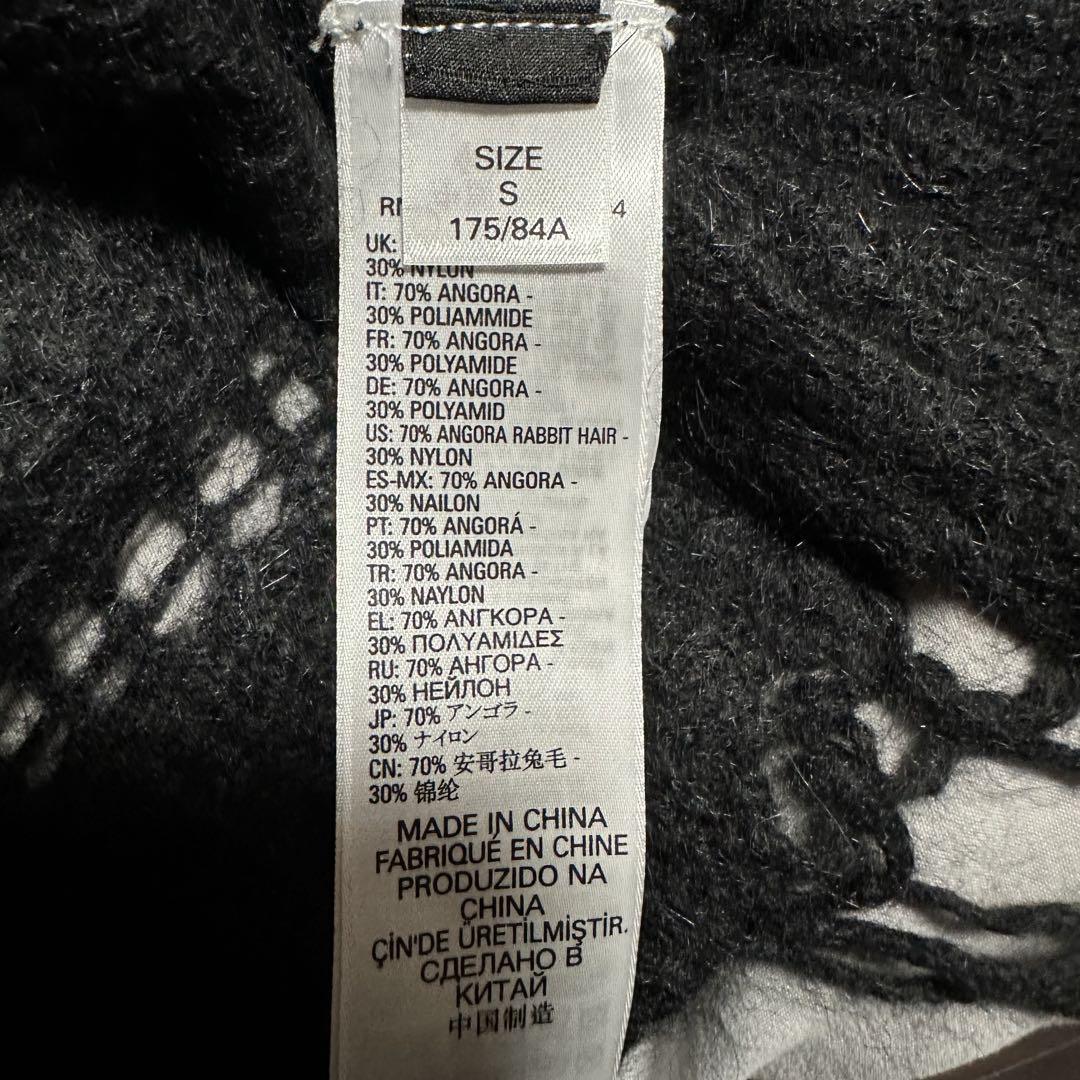 SIZE
S
175/84A
4
UK:
30% NYLON
IT: 70% ANGORA -
30% POLIAMMIDE
FR: 70% ANGORA -
30% POLYAMIDE
DE: 70% ANGORA -
30% POLYAMID
US: 70% ANGORA RABBIT HAIR -
30% NYLON
ES-MX: 70% ANGORA -
30% NAILON
PT: 70% ANGORÁ -
30% POLIAMIDA
TR: 70% ANGORA -
30% NAYLON
EL: 70% ΑΝΓΚΟΡΑ -
30% ΠΟΛΥΑΜΙΔΕΣ
RU: 70% АНГОРА -
30% НЕЙЛОН
JP: 70% アンゴラ -
30% ナイロン
CN: 70% 安哥拉兔毛 -
30% 锦纶
MADE IN CHINA
FABRIQUÉ EN CHINE
PRODUZIDO NA
CHINA
ÇİN'DE ÜRETİLMİŞTİR.
СДЕЛАНО В
КИТАЙ
中国制造